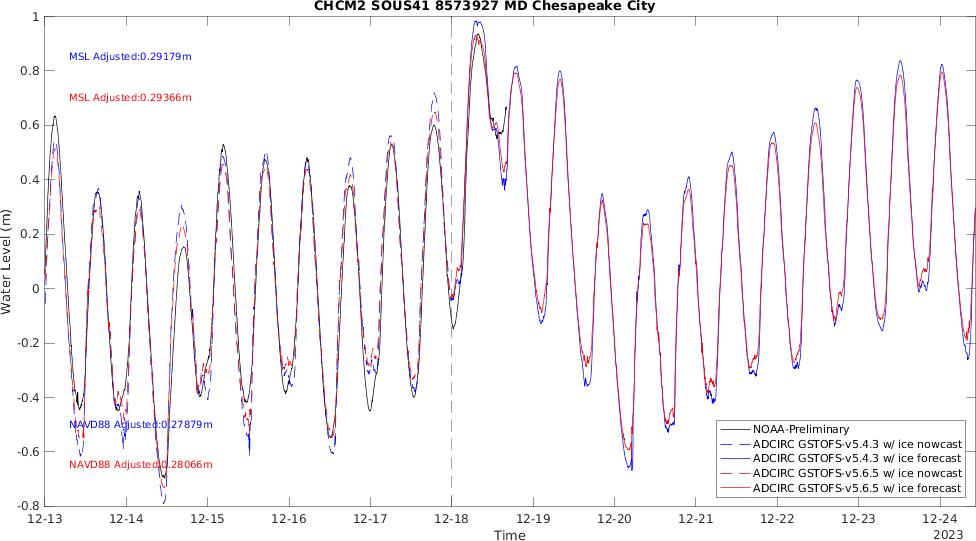 CHCM2 SOUS41 8573927 MD Chesapeake City
1
0.8
0.6
0.4
0.2
0
-0.2
-0.4
-0.6
-0.8
Water Level (m)
MSL Adjusted:0.29179m
MSL Adjusted:0.29366m
NAVD88 Adjusted:0.27879m
NAVD88 Adjusted:0.28066m
NOAA-Preliminary
ADCIRC GSTOFS-v5.4.3 w/ ice nowcast
ADCIRC GSTOFS-v5.4.3 w/ ice forecast
ADCIRC GSTOFS-v5.6.5 w/ ice nowcast
ADCIRC GSTOFS-v5.6.5 w/ ice forecast
12-13 12-14 12-15 12-16 12-17 12-18 12-19 12-20 12-21 12-22 12-23 12-24
Time
2023